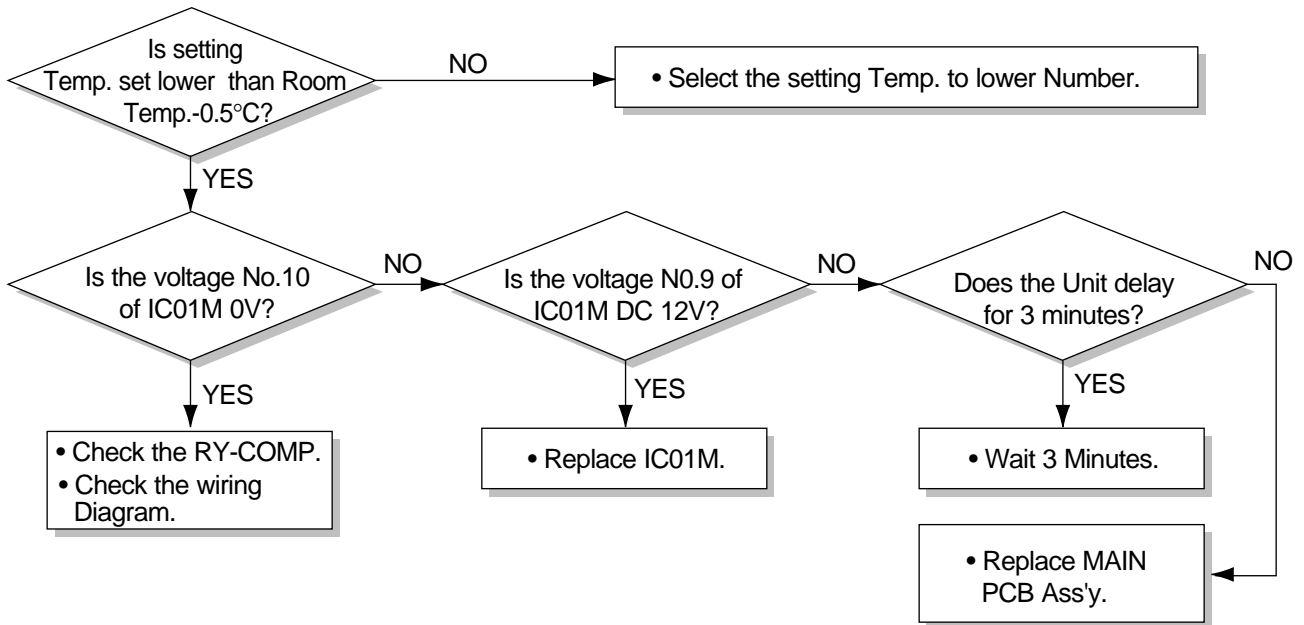 Is setting
Temp. set lower than Room
Temp.-0.5°C?
NO
• Select the setting Temp. to lower Number.
YES
Is the voltage No.10
of IC01M 0V?
NO
Is the voltage N0.9 of
IC01M DC 12V?
NO
Does the Unit delay
for 3 minutes?
NO
YES
YES
YES
• Check the RY-COMP.
• Check the wiring
Diagram.
• Replace IC01M.
• Wait 3 Minutes.
• Replace MAIN
PCB Ass'y.